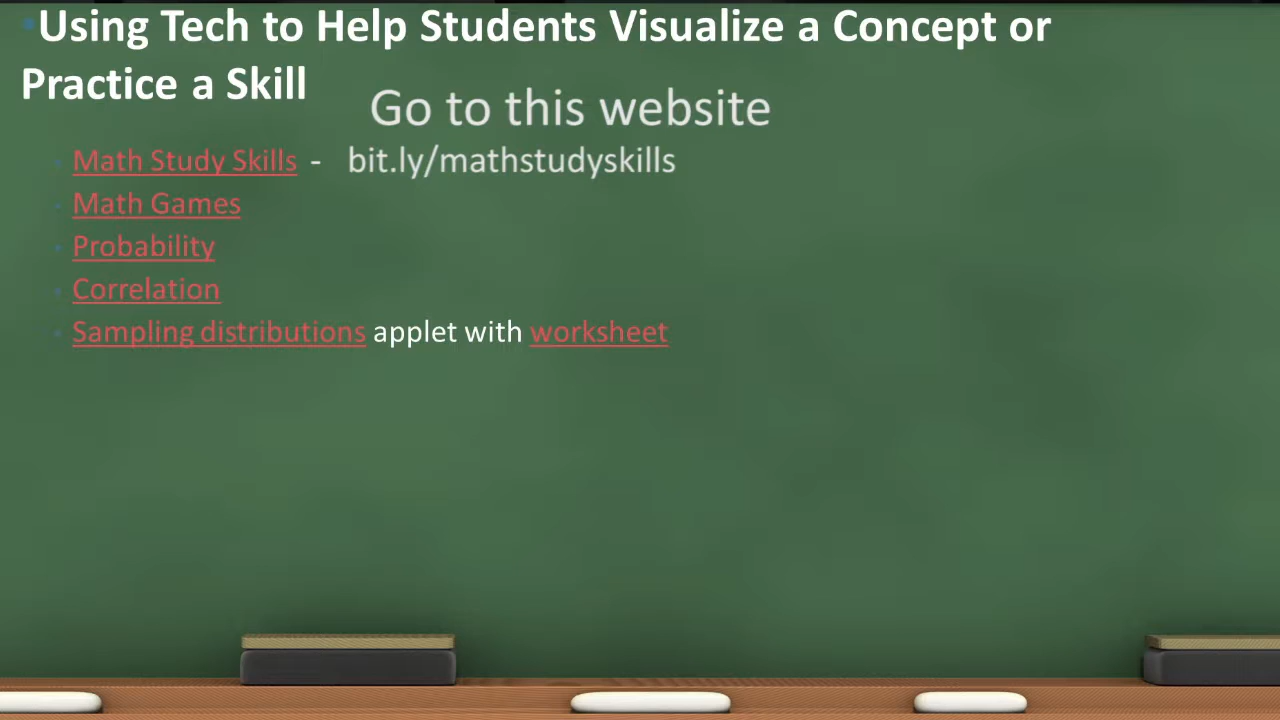 Using Tech to Help Students Visualize a Concept or
Practice a Skill
Go to this website
Math Study Skills - bit.ly/mathstudyskills
Math Games
Probability
Correlation
Sampling distributions applet with worksheet